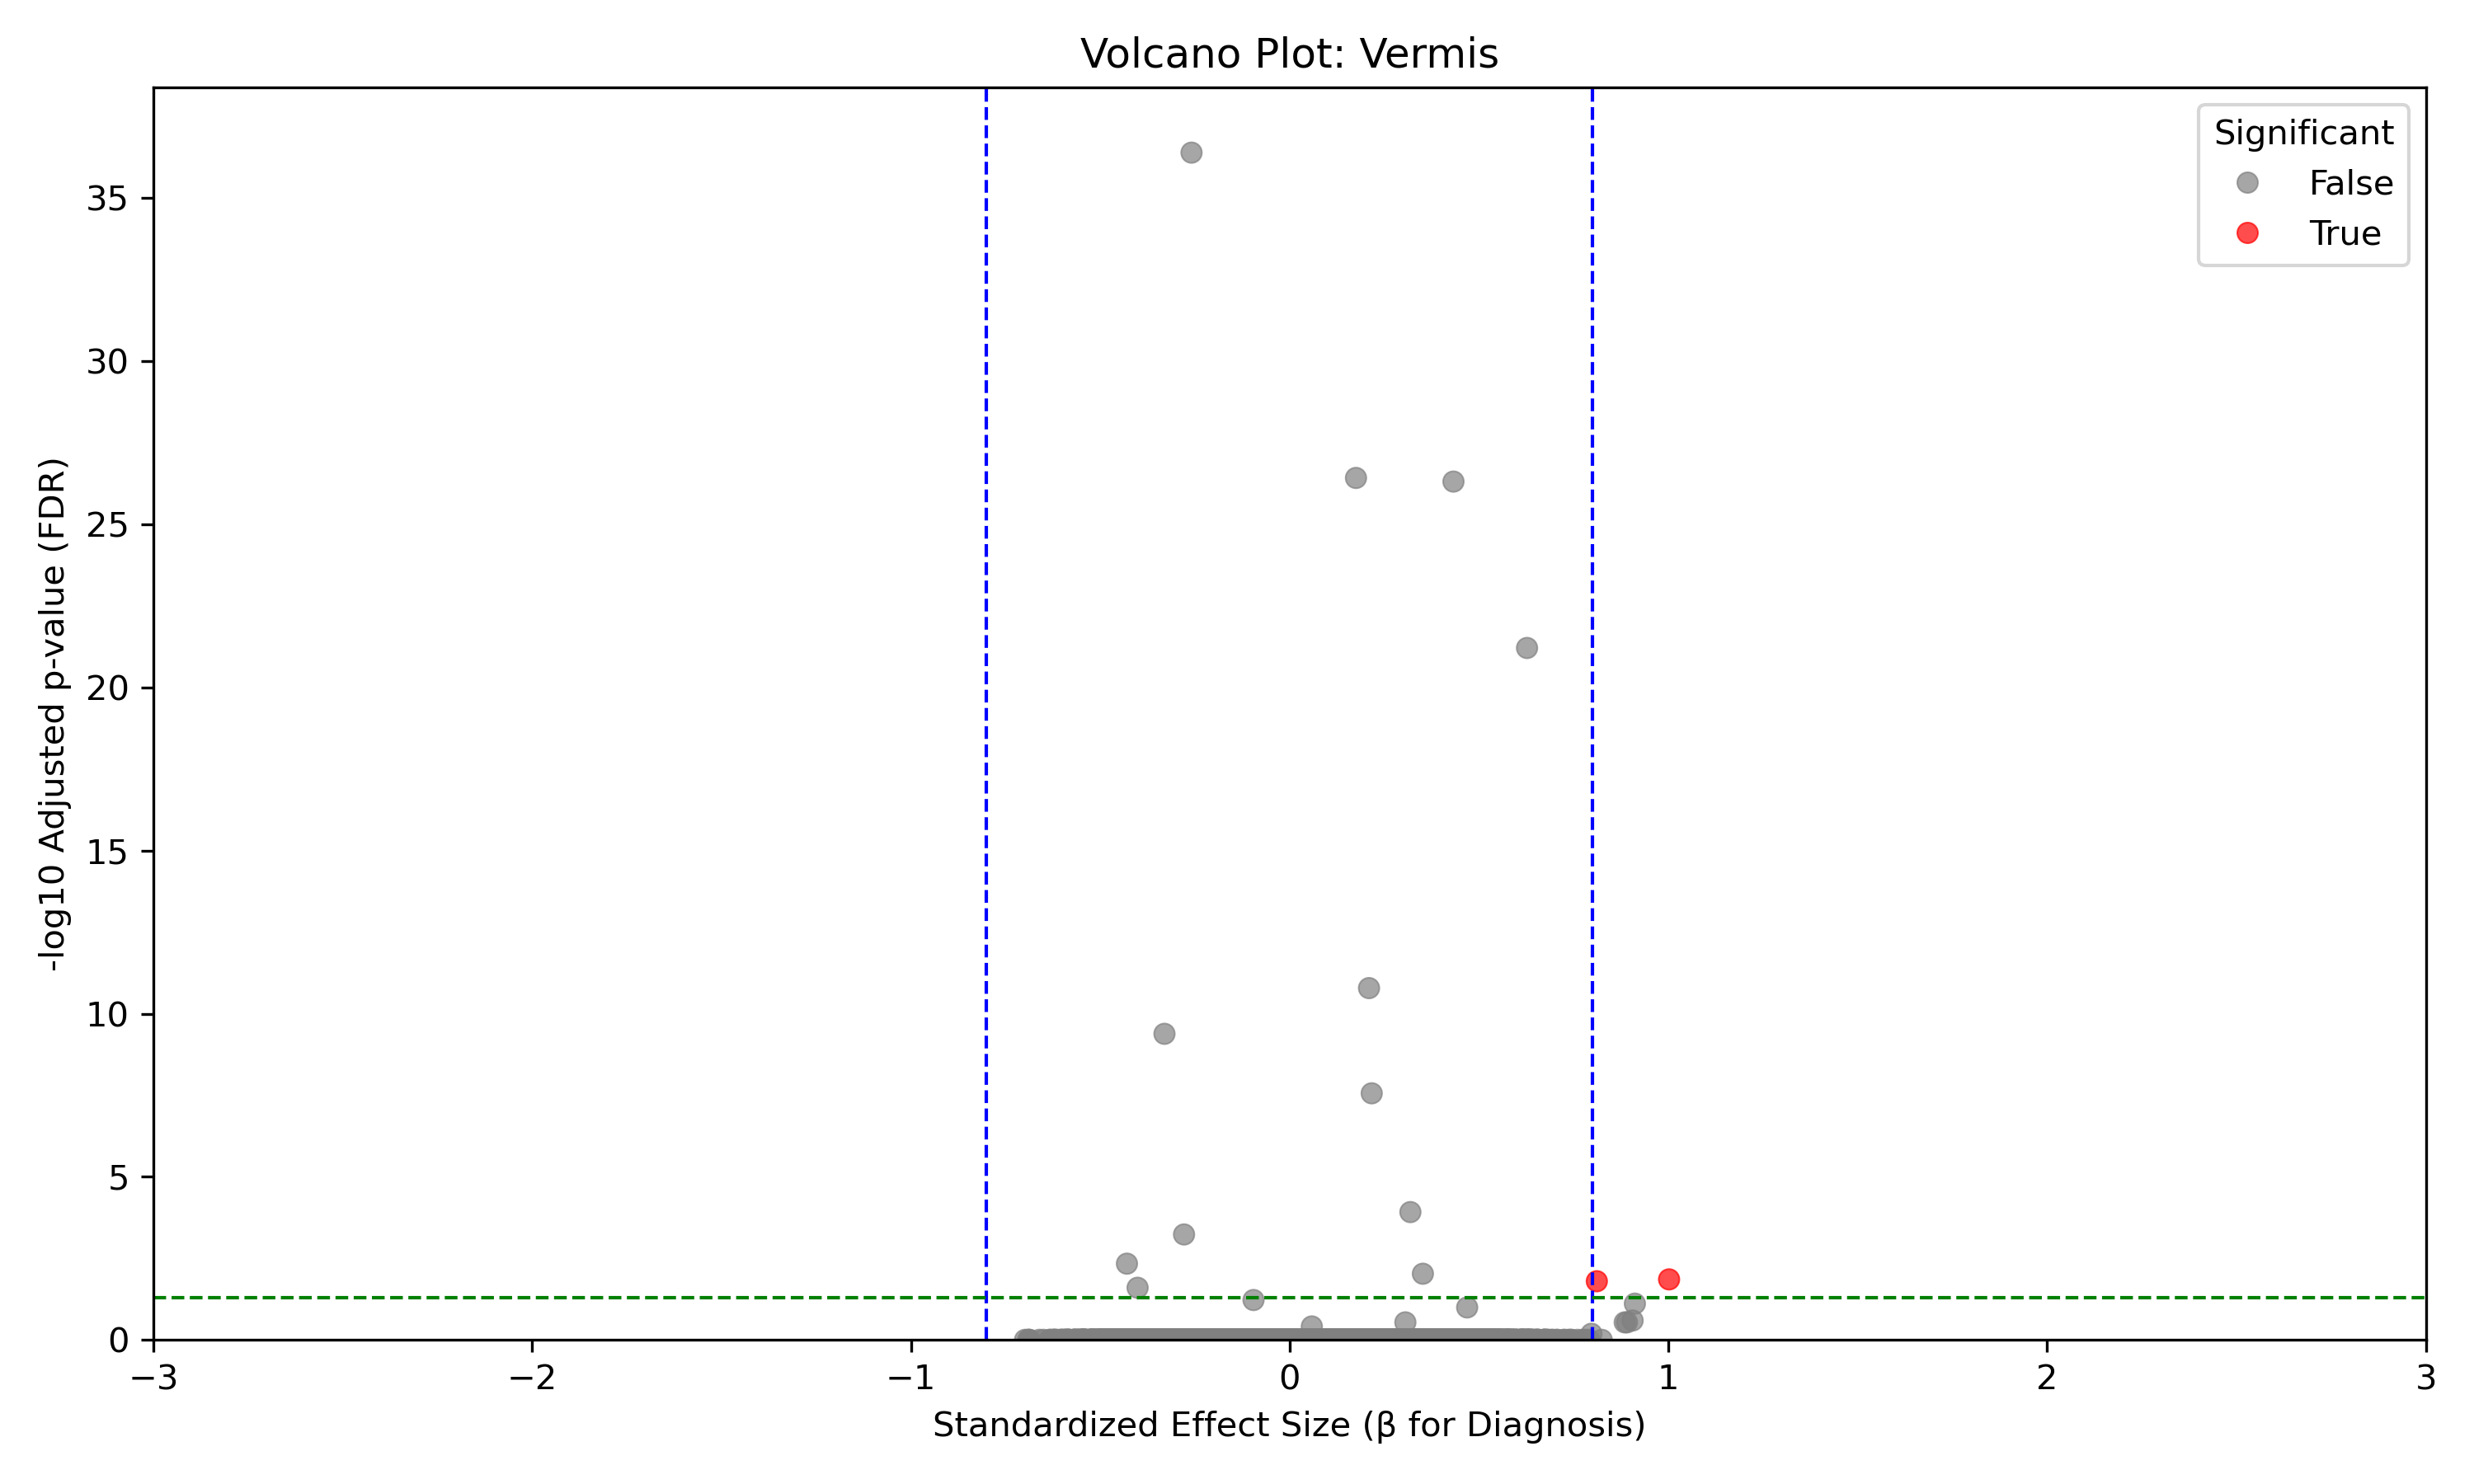 Volcano Plot: Vermis
Significant
False
True
-log10 Adjusted p-value (FDR)
35
30
25
20
15
10
5
0
−3
−2
−1
0
1
2
3
Standardized Effect Size (β for Diagnosis)